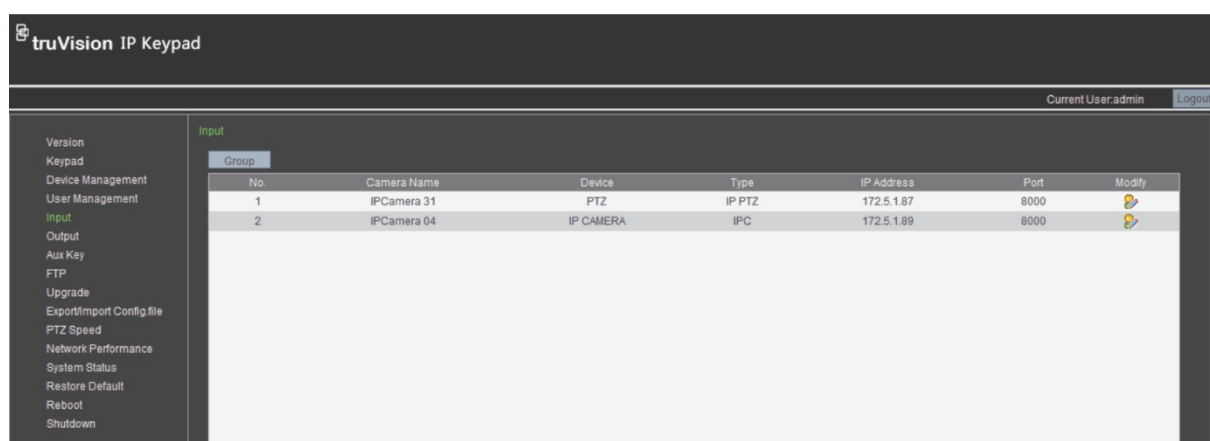 truVision IP Keypad
Current User:admin Logout
Version
Keypad
Device Management
User Management
Input
Output
Aux Key
FTP
Upgrade
Export/Import Config.file
PTZ Speed
Network Performance
System Status
Restore Default
Reboot
Shutdown
Input
Group
No. Camera Name Device Type IP Address Port Modify
1 IPCamera 31 PTZ IP PTZ 172.5.1.87 8000
2 IPCamera 04 IP CAMERA IPC 172.5.1.89 8000